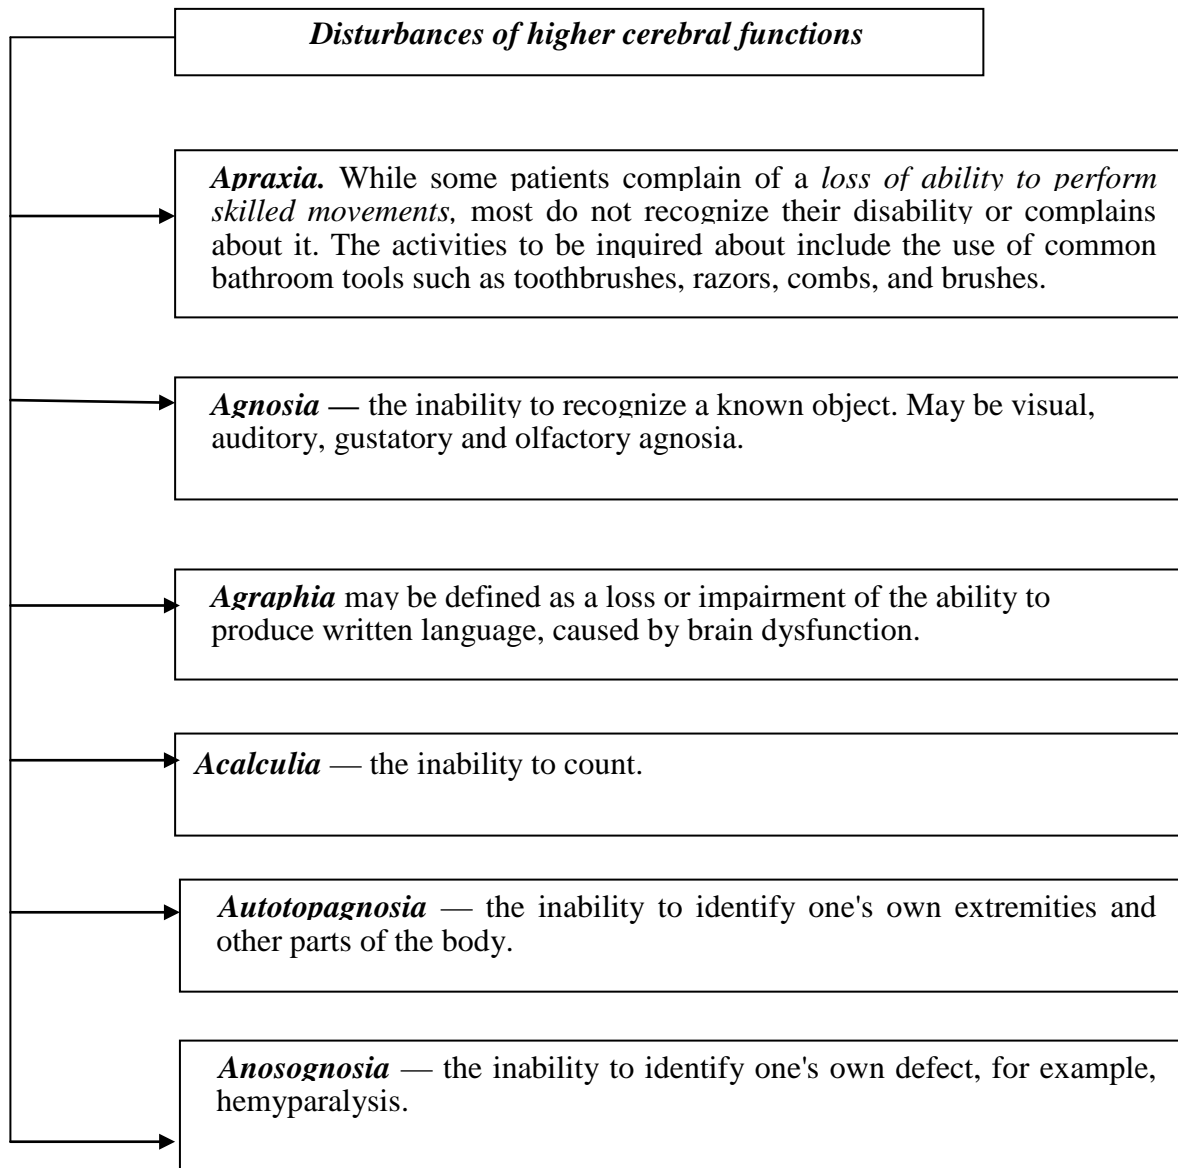 Disturbances of higher cerebral functions
Apraxia. While some patients complain of a loss of ability to perform
skilled movements, most do not recognize their disability or complains
about it. The activities to be inquired about include the use of common
bathroom tools such as toothbrushes, razors, combs, and brushes.
Agnosia — the inability to recognize a known object. May be visual,
auditory, gustatory and olfactory agnosia.
Agraphia may be defined as a loss or impairment of the ability to
produce written language, caused by brain dysfunction.
Acalculia — the inability to count.
Autotopagnosia — the inability to identify one's own extremities and
other parts of the body.
Anosognosia — the inability to identify one's own defect, for example,
hemyparalysis.